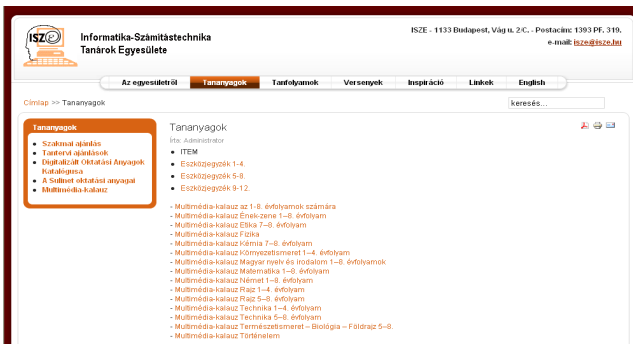 ISZE
Informatika-Számítástechnika
Tanárok Egyesülete
ISZE - 1133 Budapest, Vág u. 2/C. - Postacím: 1393 PF, 319.
e-mail: isze@isze.hu
Az egyesületről Tananyagok Tanfolyamok Versenyek Inspiráció Linkek English
Címlap >> Tananyagok
keresés...
Tananyagok
Szakmai ajánlás
Tantervi ajánlások
Digitalizált Oktatási Anyagok
Katalógusa
A Sulinet oktatási anyagai
Multimédia-kalauz
Tananyagok
Írta: Administrator
ITEM
Eszközjegyzék 1-4.
Eszközjegyzék 5-8.
Eszközjegyzék 9-12.
- Multimédia-kalauz az 1-8. évfolyamok számára
- Multimédia-kalauz Ének-zene 1–8. évfolyam
- Multimédia-kalauz Etika 7–8. évfolyam
- Multimédia-kalauz Fizika
- Multimédia-kalauz Kémia 7–8. évfolyam
- Multimédia-kalauz Környezetismeret 1–4. évfolyam
- Multimédia-kalauz Magyar nyelv és irodalom 1–8. évfolyamok
- Multimédia-kalauz Matematika 1–8. évfolyam
- Multimédia-kalauz Német 1–8. évfolyam
- Multimédia-kalauz Rajz 1–4. évfolyam
- Multimédia-kalauz Rajz 5–8. évfolyam
- Multimédia-kalauz Technika 1–4. évfolyam
- Multimédia-kalauz Technika 5–8. évfolyam
- Multimédia-kalauz Természetismeret – Biológia – Földrajz 5–8.
- Multimédia-kalauz Történelem